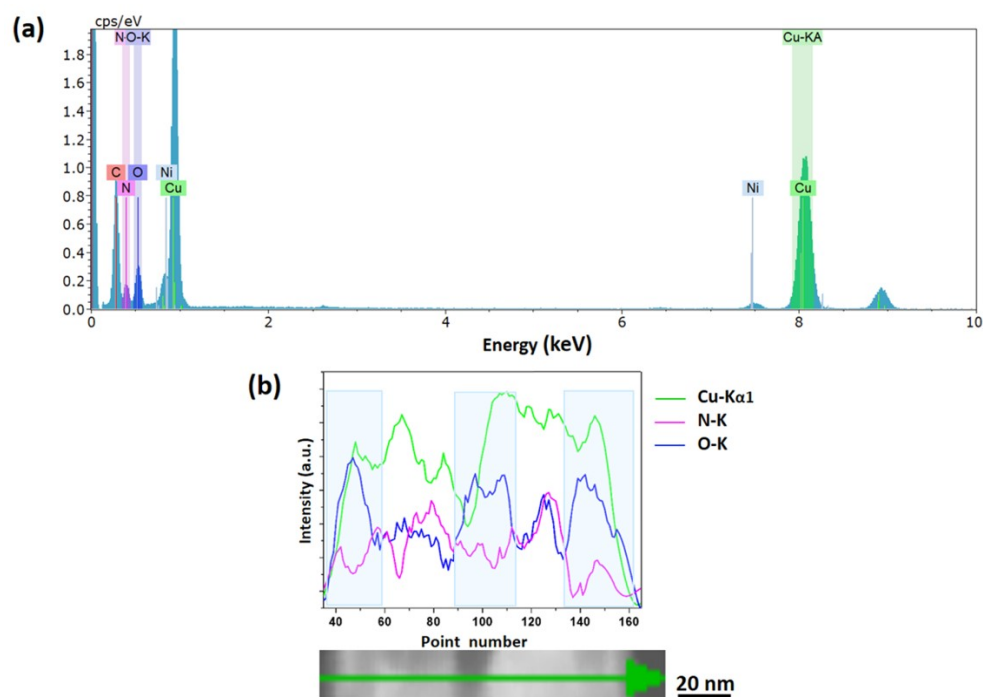 (a)
cps/eV
N O-K Cu-KA
1.8
1.6
1.4
1.2
1.0
0.8
0.6
0.4
0.2
0.0
C O Ni
N Cu
Ni Cu
0 2 4 6 8 10
Energy (keV)
(b)
Cu-Kα1
N-K
O-K
Intensity (a.u.)
40 60 80 100 120 140 160
Point number
20 nm